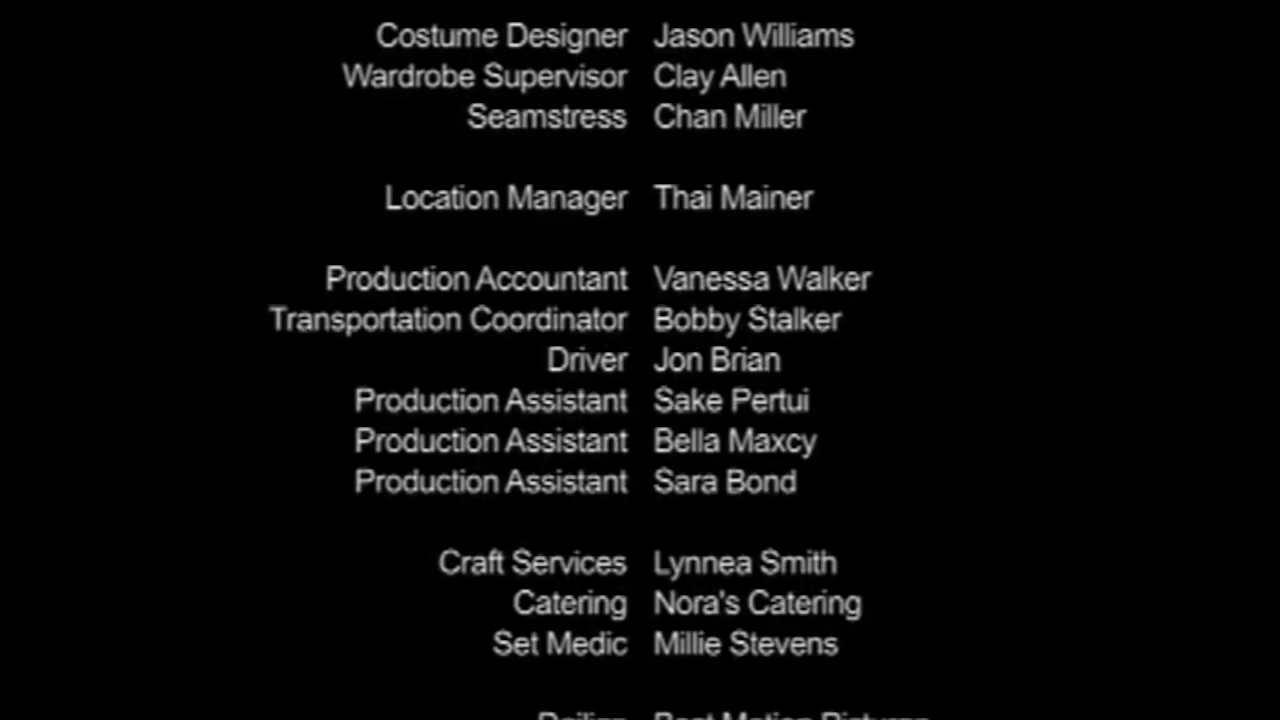 Costume Designer Jason Williams
Wardrobe Supervisor Clay Allen
Seamstress Chan Miller
Location Manager Thai Mainer
Production Accountant Vanessa Walker
Transportation Coordinator Bobby Stalker
Driver Jon Brian
Production Assistant Sake Pertui
Production Assistant Bella Maxcy
Production Assistant Sara Bond
Craft Services Lynnea Smith
Catering Nora's Catering
Set Medic Millie Stevens